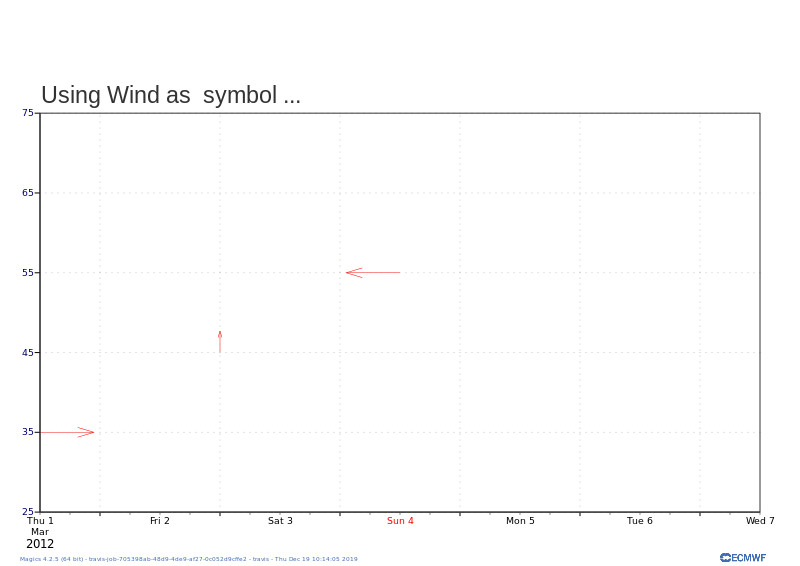 Using Wind as  symbol ...
75
65
55
45
35
25
Thu 1 Fri 2 Sat 3 Sun 4 Mon 5 Tue 6 Wed 7
Mar
2012
Magics 4.2.5 (64 bit) - travis-job-705398ab-48d9-4de9-af27-0c052d9cffe2 - travis - Thu Dec 19 10:14:05 2019
ECMWF